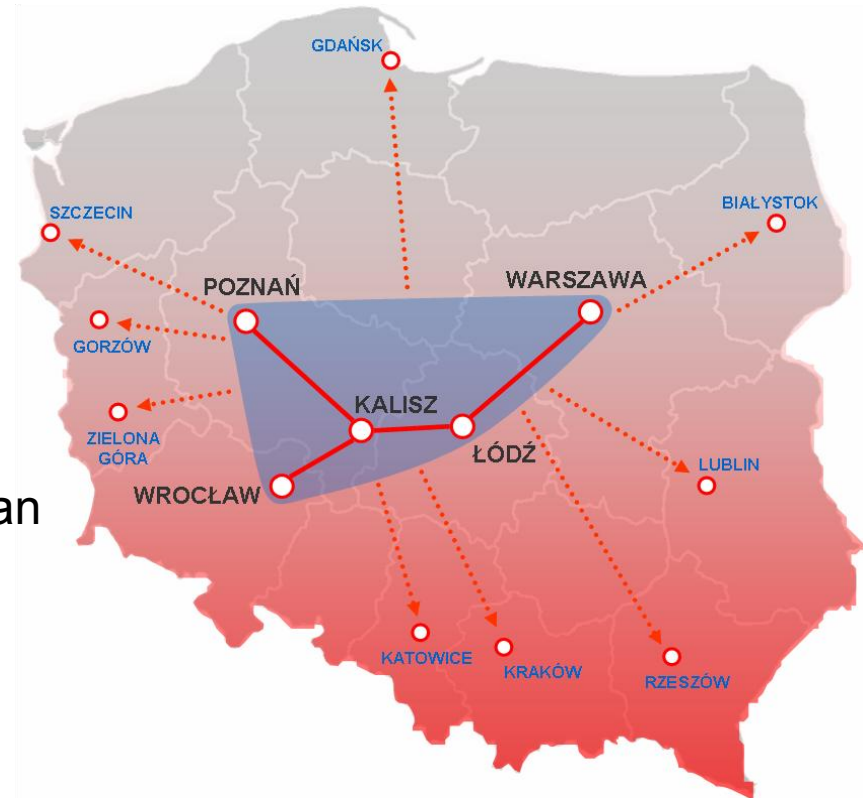 GDAŃSK
SZCZECIN
BIAŁYSTOK
POZNAŃ
WARSZAWA
GORZÓW
KALISZ
ZIELONA
GÓRA
ŁÓDŹ
LUBLIN
WROCŁAW
an
KATOWICE
KRAKÓW
RZESZÓW